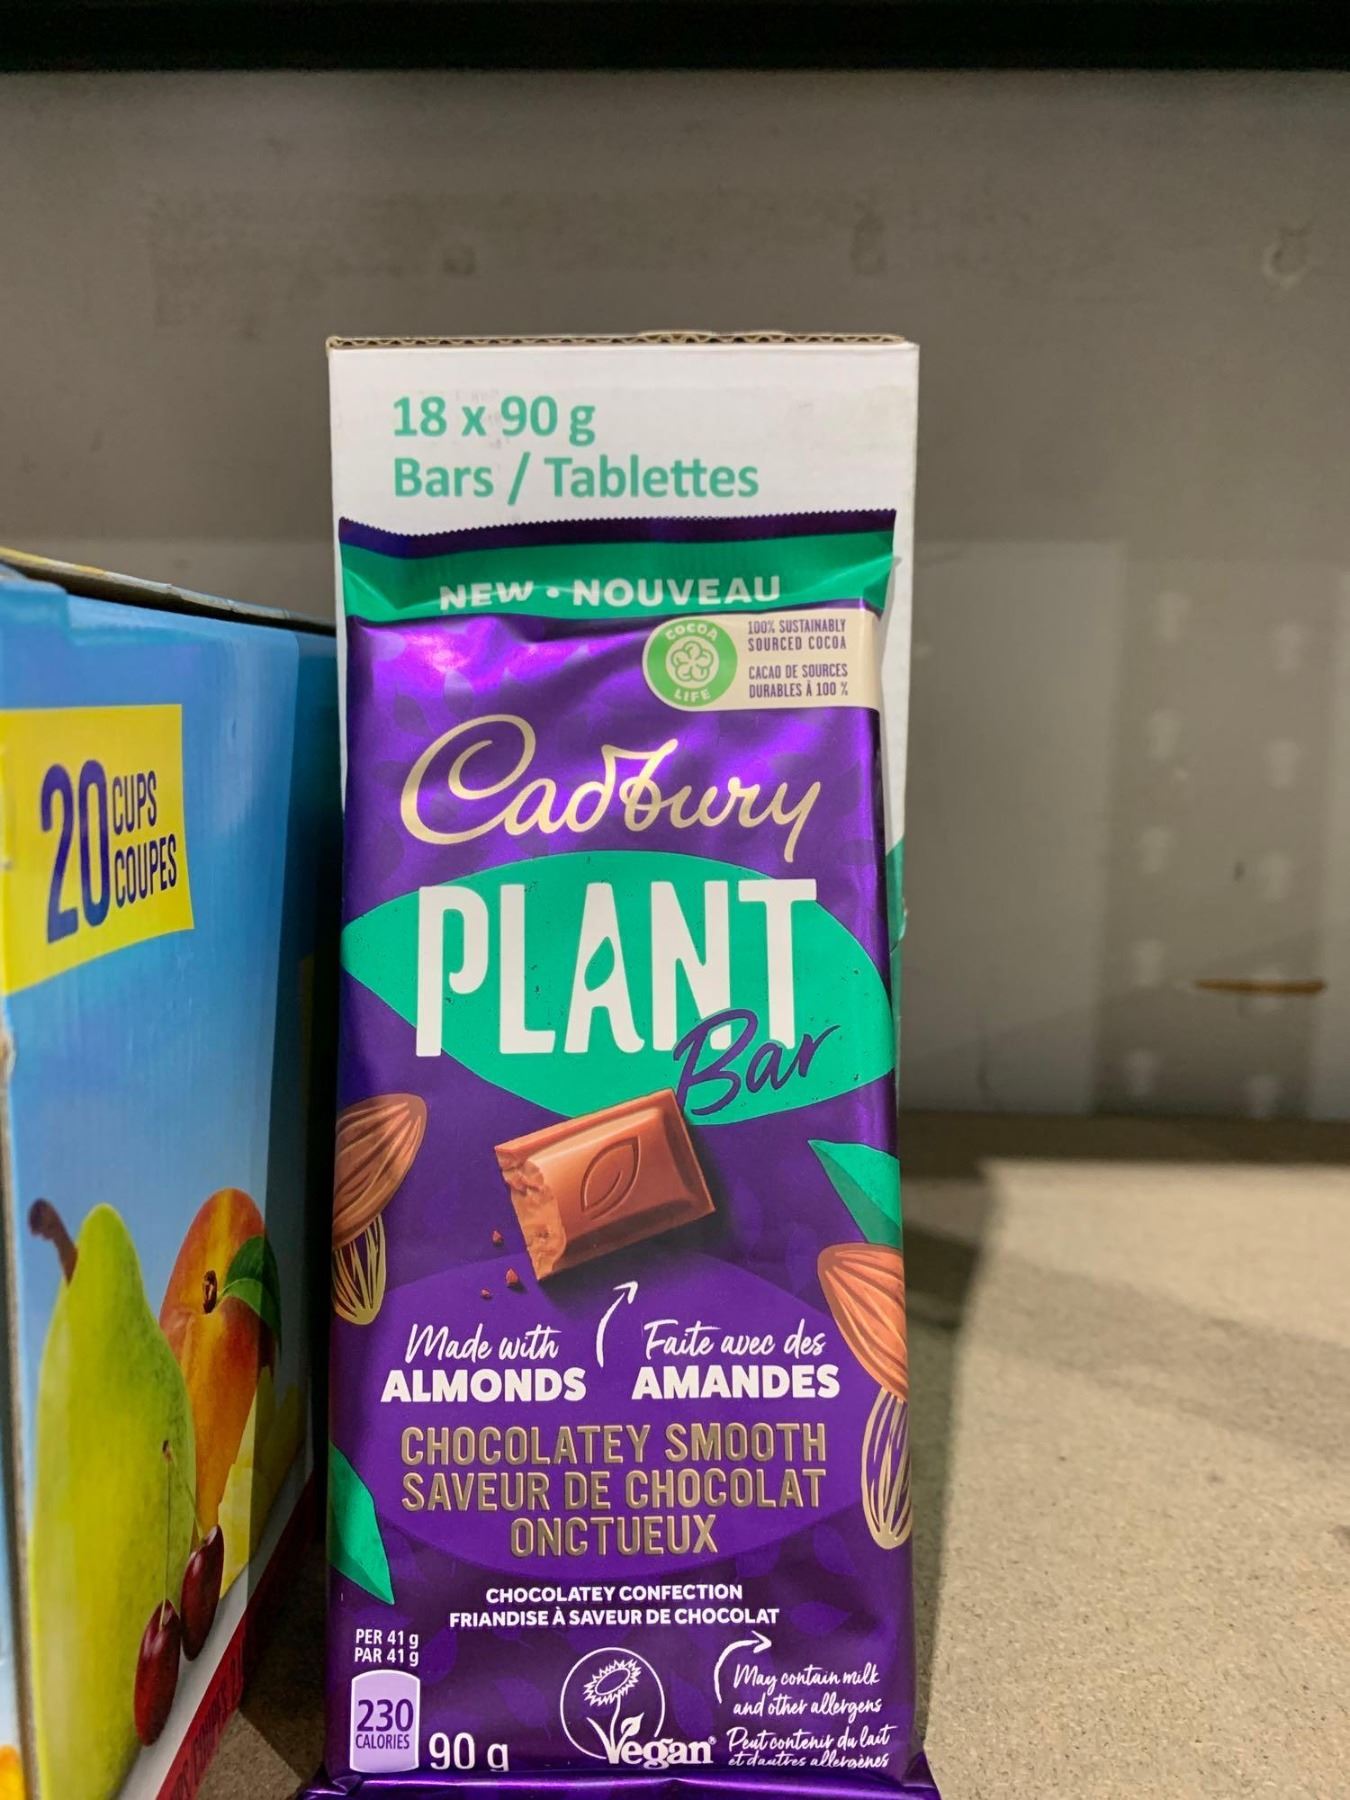 18 x 90 g
Bars / Tablettes
NEW • NOUVEAU
COCOA
LIFE
100% SUSTAINABLY
SOURCED COCOA
CACAO DE SOURCES
DURABLES À 100 %
Cadbury
PLANT
Bar
Made with
ALMONDS
Faite avec des
AMANDES
CHOCOLATEY SMOOTH
SAVEUR DE CHOCOLAT
ONCTUEUX
CHOCOLATEY CONFECTION
FRIANDISE À SAVEUR DE CHOCOLAT
PER 41 g
PAR 41 g
230
CALORIES
90 g
Vegan
May contain milk
and other allergens
Peut contenir du lait
et d'autres allergènes
20 CUPS
COUPES